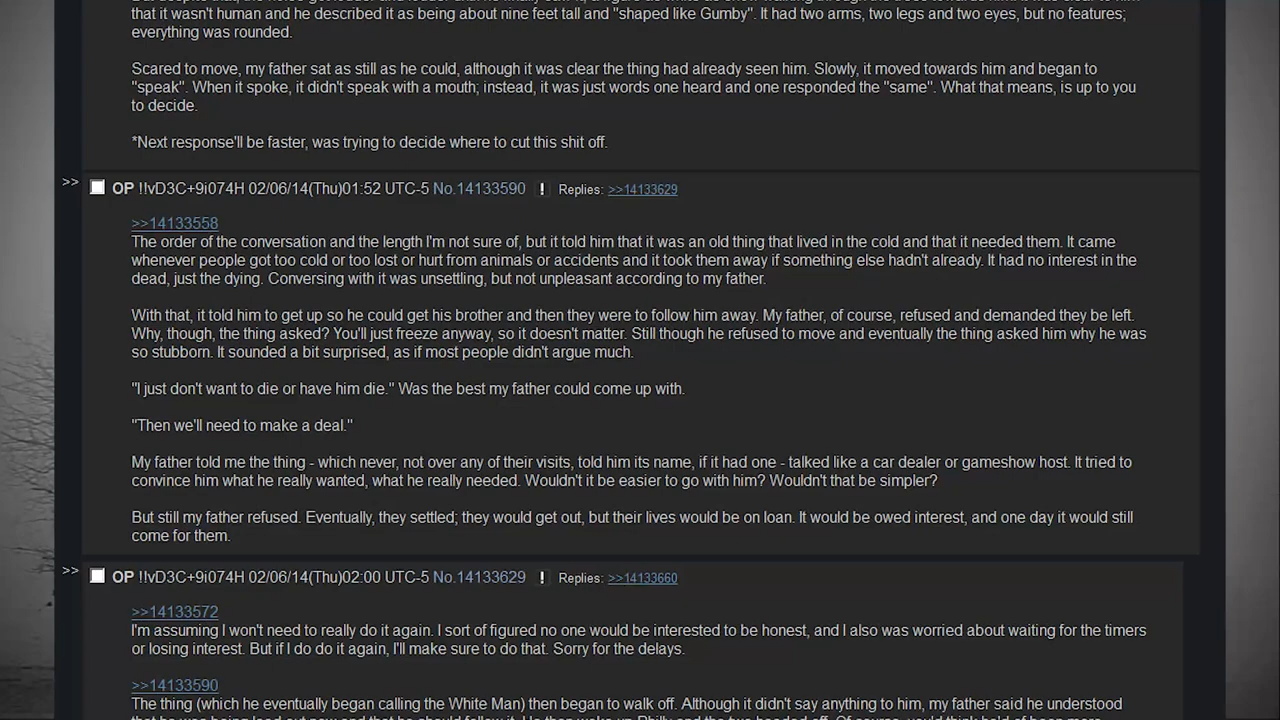 that it wasn't human and he described it as being about nine feet tall and "shaped like Gumby". It had two arms, two legs and two eyes, but no features;
everything was rounded.
Scared to move, my father sat as still as he could, although it was clear the thing had already seen him. Slowly, it moved towards him and began to
"speak". When it spoke, it didn't speak with a mouth; instead, it was just words one heard and one responded the "same". What that means, is up to you
to decide.
*Next response'll be faster, was trying to decide where to cut this shit off.
>> OP !!vD3C+9i074H 02/06/14(Thu)01:52 UTC-5 No.14133590 ! Replies: >>14133629
>>14133558
The order of the conversation and the length I'm not sure of, but it told him that it was an old thing that lived in the cold and that it needed them. It came
whenever people got too cold or too lost or hurt from animals or accidents and it took them away if something else hadn't already. It had no interest in the
dead, just the dying. Conversing with it was unsettling, but not unpleasant according to my father.
With that, it told him to get up so he could get his brother and then they were to follow him away. My father, of course, refused and demanded they be left.
Why, though, the thing asked? You'll just freeze anyway, so it doesn't matter. Still though he refused to move and eventually the thing asked him why he was
so stubborn. It sounded a bit surprised, as if most people didn't argue much.
"I just don't want to die or have him die." Was the best my father could come up with.
"Then we'll need to make a deal."
My father told me the thing - which never, not over any of their visits, told him its name, if it had one - talked like a car dealer or gameshow host. It tried to
convince him what he really wanted, what he really needed. Wouldn't it be easier to go with him? Wouldn't that be simpler?
But still my father refused. Eventually, they settled; they would get out, but their lives would be on loan. It would be owed interest, and one day it would still
come for them.
>> OP !!vD3C+9i074H 02/06/14(Thu)02:00 UTC-5 No.14133629 ! Replies: >>14133660
>>14133572
I'm assuming I won't need to really do it again. I sort of figured no one would be interested to be honest, and I also was worried about waiting for the timers
or losing interest. But if I do do it again, I'll make sure to do that. Sorry for the delays.
>>14133590
The thing (which he eventually began calling the White Man) then began to walk off. Although it didn't say anything to him, my father said he understood